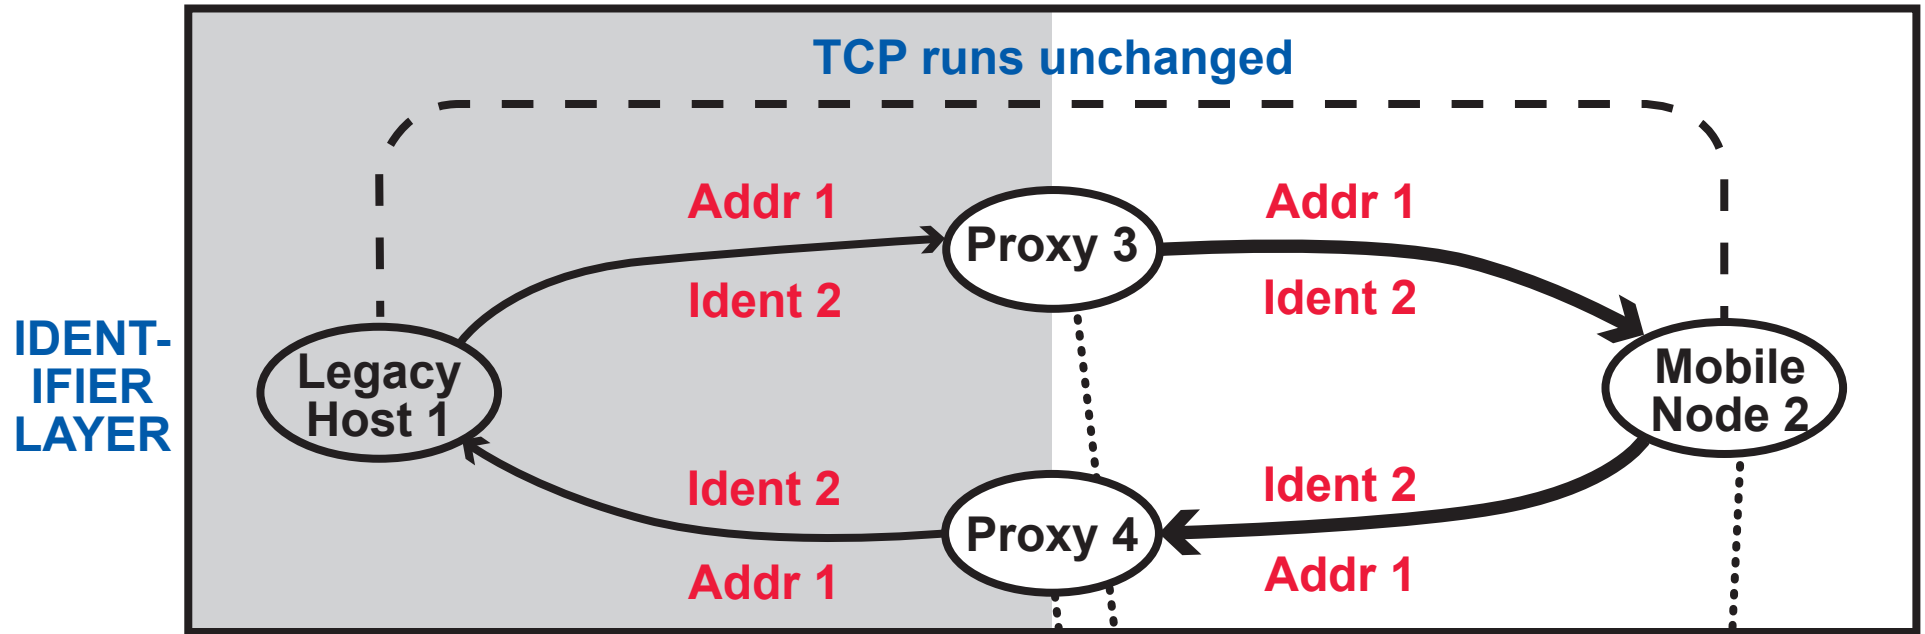 TCP runs unchanged
Addr 1
Addr 1
Proxy 3
Ident 2
Ident 2
IDENT-
IFIER
LAYER
Legacy
Host 1
Mobile
Node 2
Ident 2
Ident 2
Proxy 4
Addr 1
Addr 1